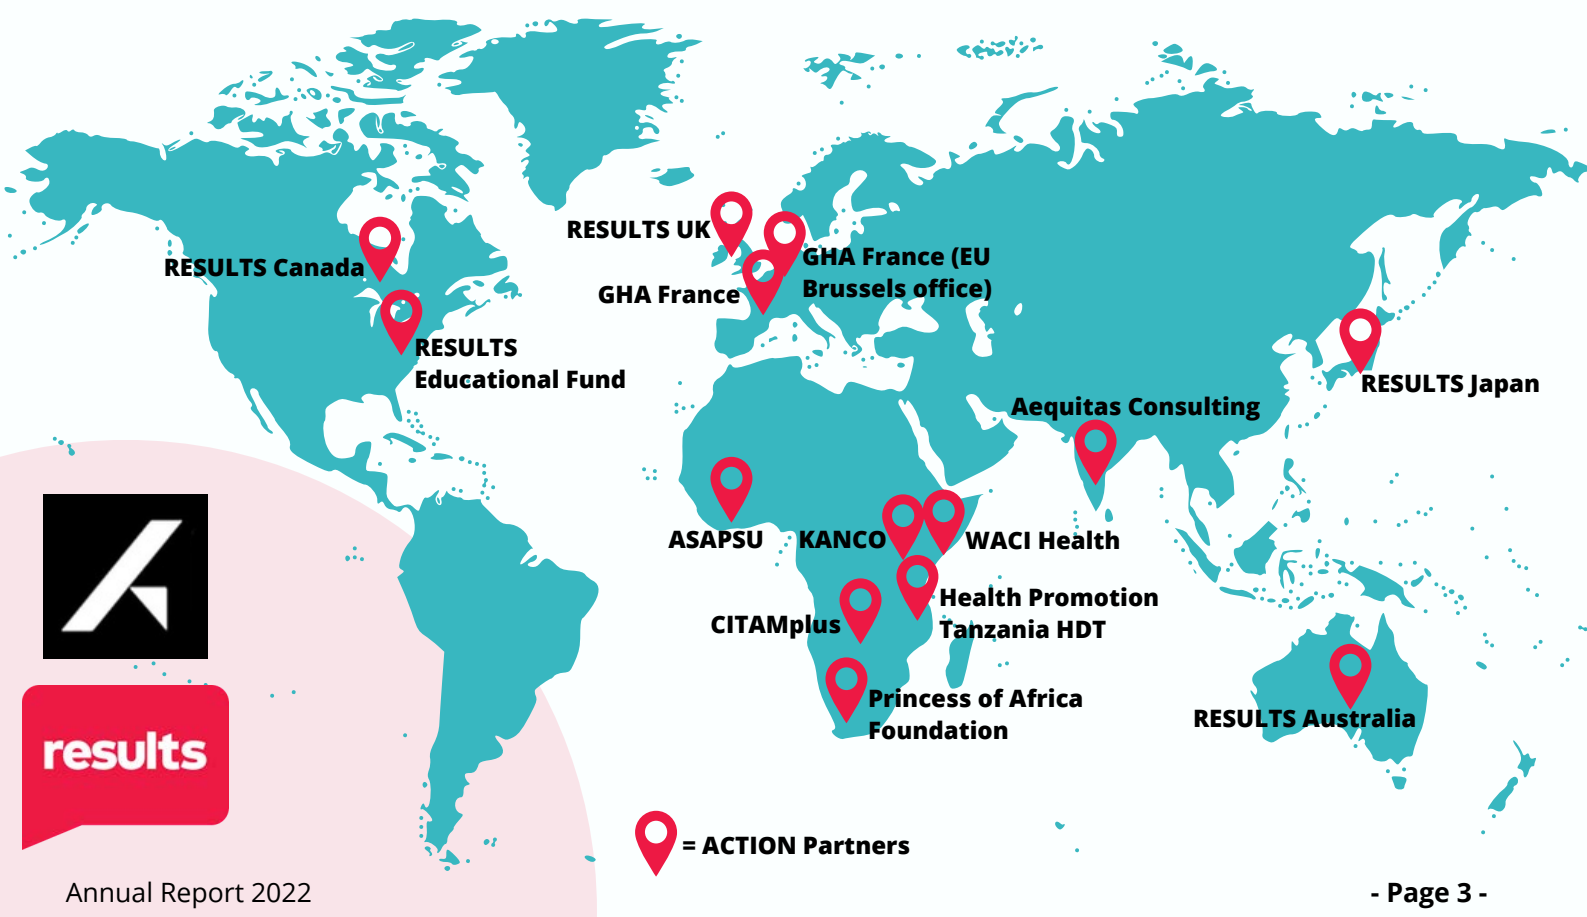 RESULTS UK
GHA France (EU
Brussels office)
RESULTS Canada
GHA France
RESULTS
Educational Fund
RESULTS Japan
Aequitas Consulting
ASAPSU
KANCO
WACI Health
Health Promotion
Tanzania HDT
CITAMplus
Princess of Africa
Foundation
RESULTS Australia
results
= ACTION Partners
Annual Report 2022
- Page 3 -